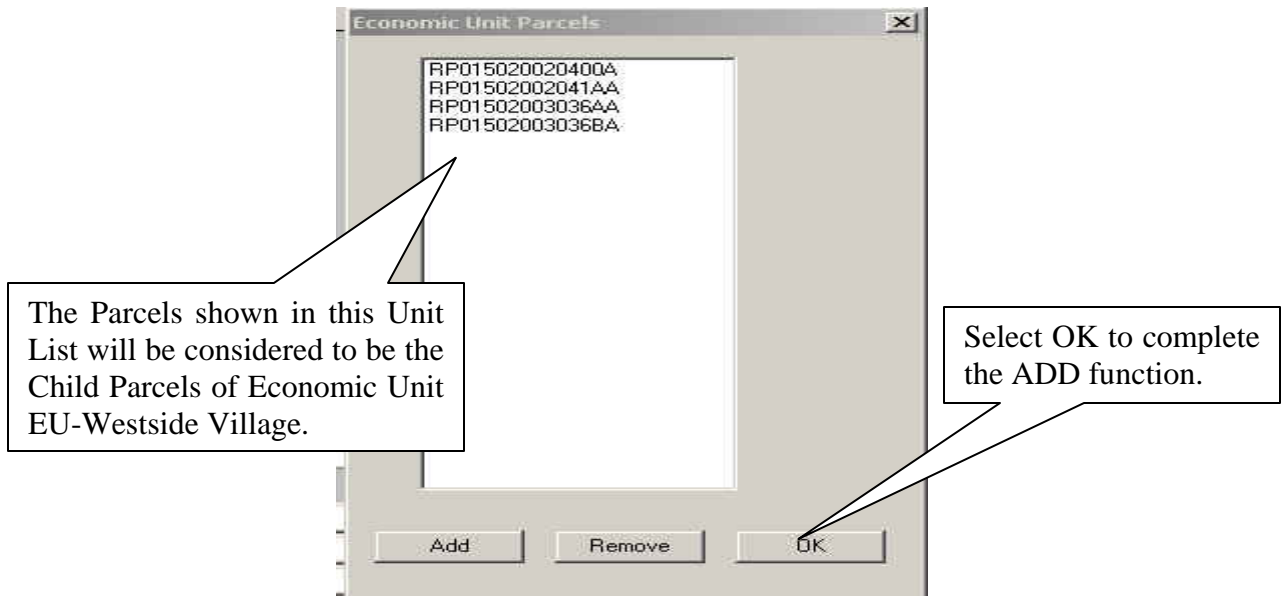 Economic Unit Parcels
RP015020020400A
RP01502002041AA
RP01502003036AA
RP01502003036BA
The Parcels shown in this Unit
List will be considered to be the
Child Parcels of Economic Unit
EU-Westside Village.
Select OK to complete
the ADD function.
Add
Remove
OK